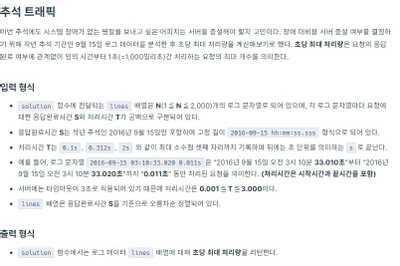 추석 트래픽
이번 추석에도 시스템 장애가 없는 명절을 보내고 싶은 어피치는 서버를 증설해야 할지 고민이다. 장애 대비용 서버 증설 여부를 결정하
기 위해 작년 추석 기간인 9월 15일 로그 데이터를 분석한 후 초당 최대 처리량을 계산해보기로 했다. 초당 최대 처리량은 요청의 응답
완료 여부에 관계없이 임의 시간부터 1초(=1,000밀리초)간 처리하는 요청의 최대 개수를 의미한다.
입력 형식
• solution 함수에 전달되는 lines 배열은 N(1 ≦ N ≦ 2,000)개의 로그 문자열로 되어 있으며, 각 로그 문자열마다 요청에
대한 응답완료시간 S와 처리시간 T가 공백으로 구분되어 있다.
• 응답완료시간 S는 작년 추석인 2016년 9월 15일만 포함하여 고정 길이 2016-09-15 hh:mm:ss.sss 형식으로 되어 있다.
• 처리시간 T는 0.1s , 0.312s , 2s 와 같이 최대 소수점 셋째 자리까지 기록하며 뒤에는 초 단위를 의미하는 s 로 끝난다.
• 예를 들어, 로그 문자열 2016-09-15 03:10:33.020 0.011s 은 "2016년 9월 15일 오전 3시 10분 33.010초"부터 "2016년
9월 15일 오전 3시 10분 33.020초"까지 "0.011초" 동안 처리된 요청을 의미한다. (처리시간은 시작시간과 끝시간을 포함)
• 서버에는 타임아웃이 3초로 적용되어 있기 때문에 처리시간은 0.001 ≦ T ≦ 3.000이다.
• lines 배열은 응답완료시간 S를 기준으로 오름차순 정렬되어 있다.
출력 형식
• solution 함수에서는 로그 데이터 lines 배열에 대해 초당 최대 처리량을 리턴한다.